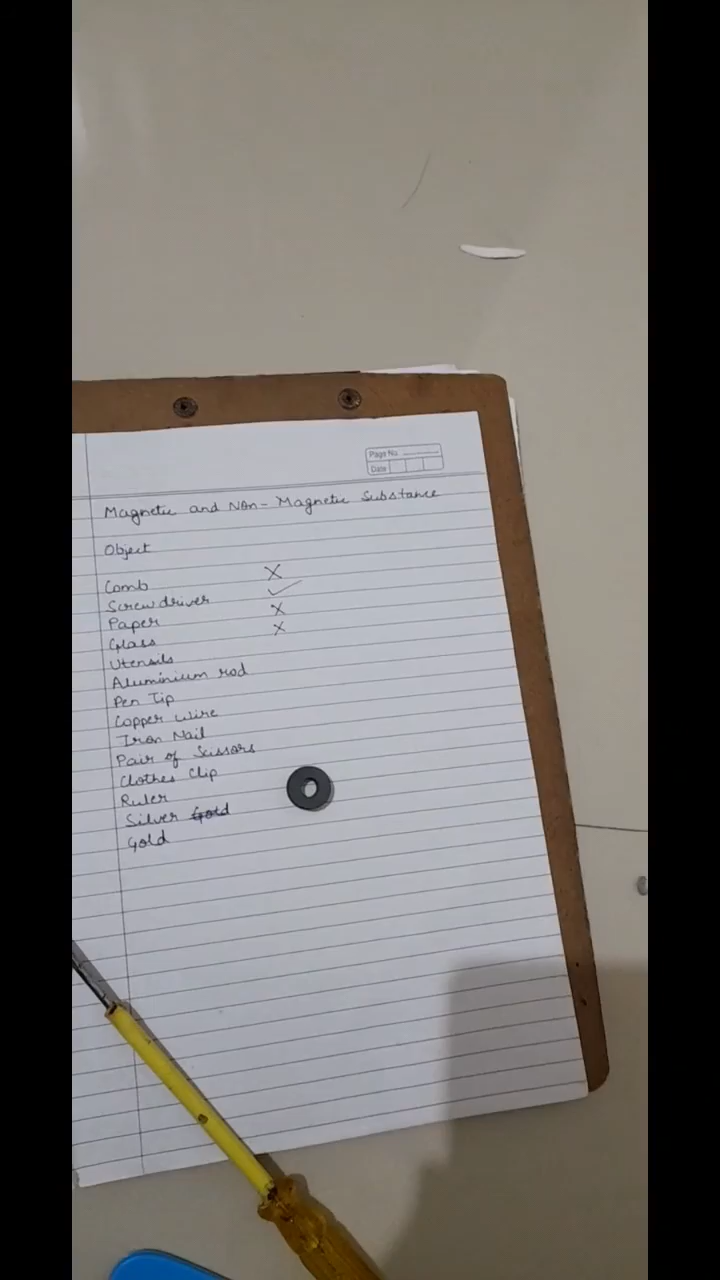 Page No.
Date
Magnetic and Non-Magnetic Substance
Object
Comb X
Screwdriver ✓
Paper X
Glass X
Utensils
Aluminium rod
Pen Tip
Copper Wire
Iron Nail
Pair of Scissors
Clothes Clip
Ruler
Silver Gold
Gold